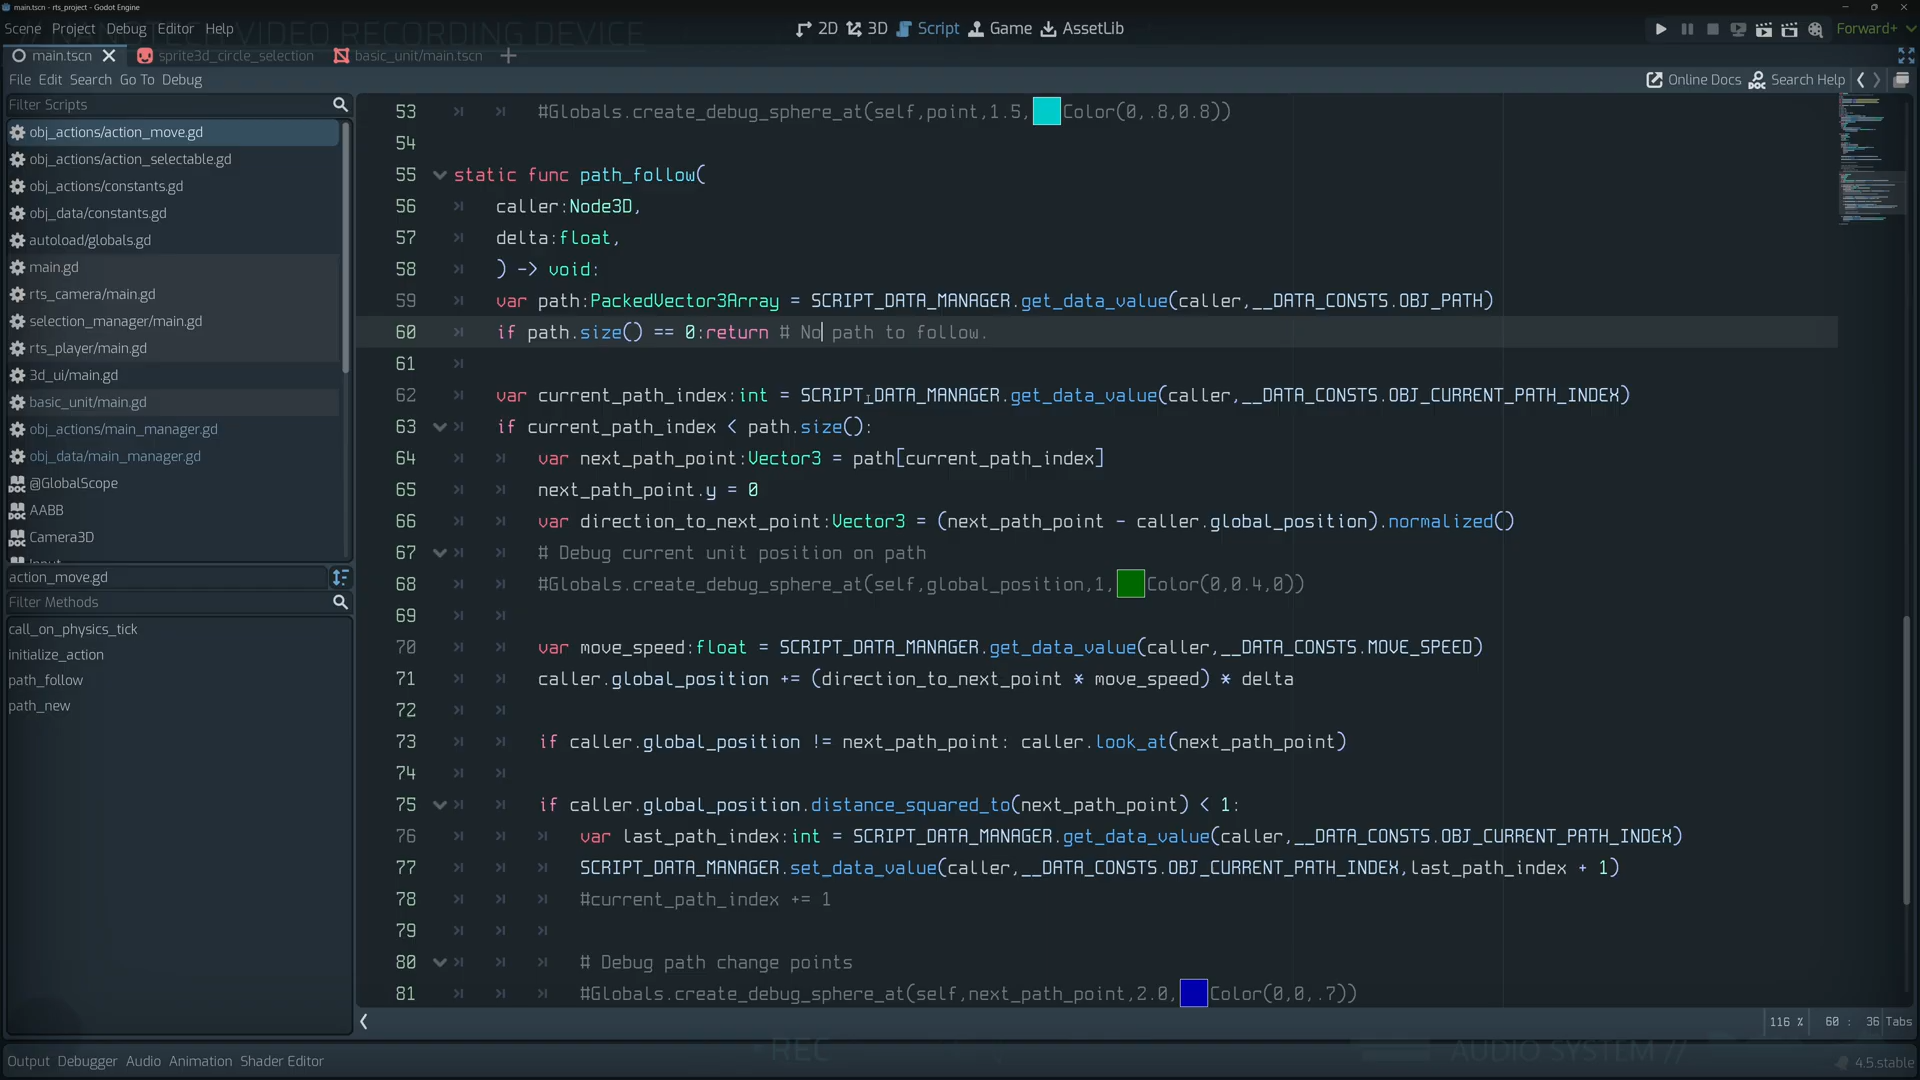 main.tscn - rts_project - Godot Engine
Scene Project Debug Editor Help
VIDEO RECORDING DEVICE
2D 3D Script Game AssetLib
Forward+
main.tscn sprite3d_circle_selection basic_unit/main.tscn
File Edit Search Go To Debug
Online Docs Search Help
Filter Scripts
obj_actions/action_move.gd
obj_actions/action_selectable.gd
obj_actions/constants.gd
obj_data/constants.gd
autoload/globals.gd
main.gd
rts_camera/main.gd
selection_manager/main.gd
rts_player/main.gd
3d_ui/main.gd
basic_unit/main.gd
obj_actions/main_manager.gd
obj_data/main_manager.gd
@GlobalScope
AABB
Camera3D
action_move.gd
Filter Methods
call_on_physics_tick
initialize_action
path_follow
path_new
53 #Globals.create_debug_sphere_at(self,point,1.5,Color(0,.8,0.8))
54
55 static func path_follow(
56 caller:Node3D,
57 delta:float,
58 ) -> void:
59 var path:PackedVector3Array = SCRIPT_DATA_MANAGER.get_data_value(caller,__DATA_CONSTS.OBJ_PATH)
60 if path.size() == 0:return # No path to follow.
61
62 var current_path_index:int = SCRIPT_DATA_MANAGER.get_data_value(caller,__DATA_CONSTS.OBJ_CURRENT_PATH_INDEX)
63 if current_path_index < path.size():
64 var next_path_point:Vector3 = path[current_path_index]
65 next_path_point.y = 0
66 var direction_to_next_point:Vector3 = (next_path_point - caller.global_position).normalized()
67 # Debug current unit position on path
68 #Globals.create_debug_sphere_at(self,global_position,1,Color(0,0.4,0))
69
70 var move_speed:float = SCRIPT_DATA_MANAGER.get_data_value(caller,__DATA_CONSTS.MOVE_SPEED)
71 caller.global_position += (direction_to_next_point * move_speed) * delta
72
73 if caller.global_position != next_path_point: caller.look_at(next_path_point)
74
75 if caller.global_position.distance_squared_to(next_path_point) < 1:
76 var last_path_index:int = SCRIPT_DATA_MANAGER.get_data_value(caller,__DATA_CONSTS.OBJ_CURRENT_PATH_INDEX)
77 SCRIPT_DATA_MANAGER.set_data_value(caller,__DATA_CONSTS.OBJ_CURRENT_PATH_INDEX,last_path_index + 1)
78 #current_path_index += 1
79
80 # Debug path change points
81 #Globals.create_debug_sphere_at(self,next_path_point,2.0,Color(0,0,.7))
116 % 60 : 36 Tabs
REC
AUDIO SYSTEM //
Output Debugger Audio Animation Shader Editor
4.5.stable